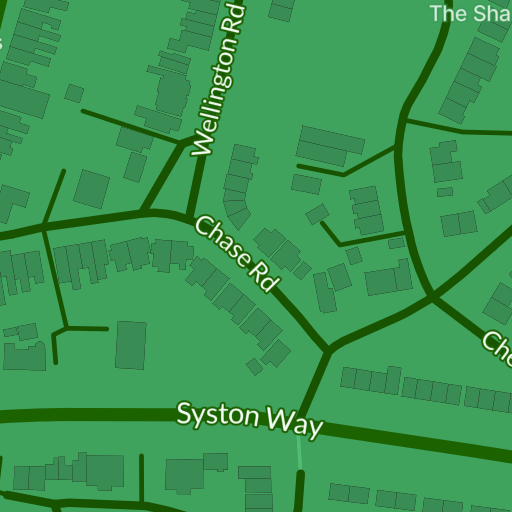 The Sha
s
Wellington Rd
Chase Rd
Che
Syston Way